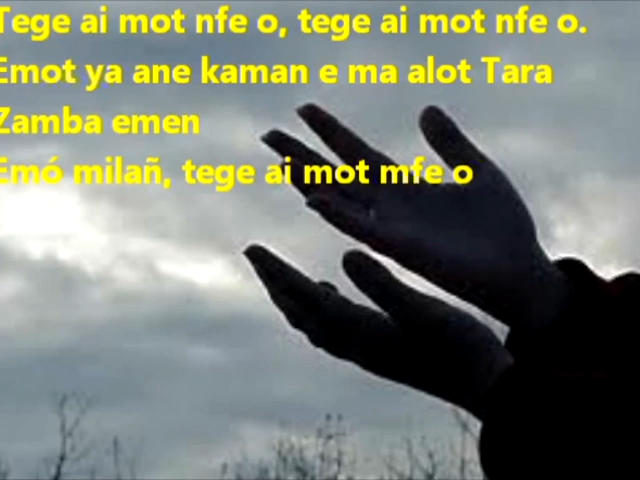 Tege ai mot nfe o, tege ai mot nfe o.
Emot ya ane kaman e ma alot Tara
Zamba emen
Emó milañ, tege ai mot mfe o